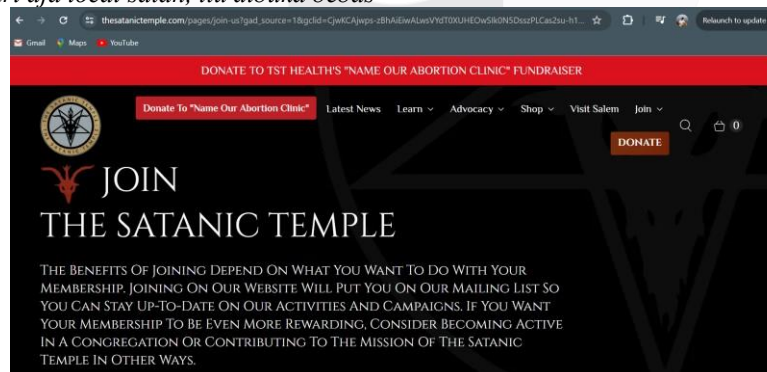 local satan, illi around
thesatanictemple.com/pages/join-us?gad_source=1&gclid=CjwKCAjwps-zBhAiEiwALwsVYdT0XUHEOwSlk0N5DsszPLCas2su-h1...
Relaunch to update
Gmail Maps YouTube
DONATE TO TST HEALTH'S "NAME OUR ABORTION CLINIC" FUNDRAISER
Donate To "Name Our Abortion Clinic" Latest News Learn Advocacy Shop Visit Salem Join
0
DONATE
JOIN
THE SATANIC TEMPLE
THE BENEFITS OF JOINING DEPEND ON WHAT YOU WANT TO DO WITH YOUR
MEMBERSHIP. JOINING ON OUR WEBSITE WILL PUT YOU ON OUR MAILING LIST SO
YOU CAN STAY UP-TO-DATE ON OUR ACTIVITIES AND CAMPAIGNS. IF YOU WANT
YOUR MEMBERSHIP TO BE EVEN MORE REWARDING, CONSIDER BECOMING ACTIVE
IN A CONGREGATION OR CONTRIBUTING TO THE MISSION OF THE SATANIC
TEMPLE IN OTHER WAYS.